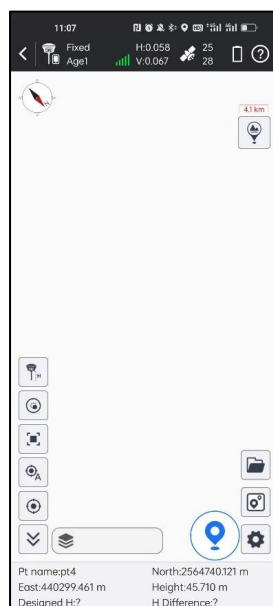 11:07
Fixed H:0.058 25
Age1 V:0.067 28
4.1 km
H
A
Pt name:pt4 North:2564740.121 m
East:440299.461 m Height:45.710 m
Designed H:? H Difference:?